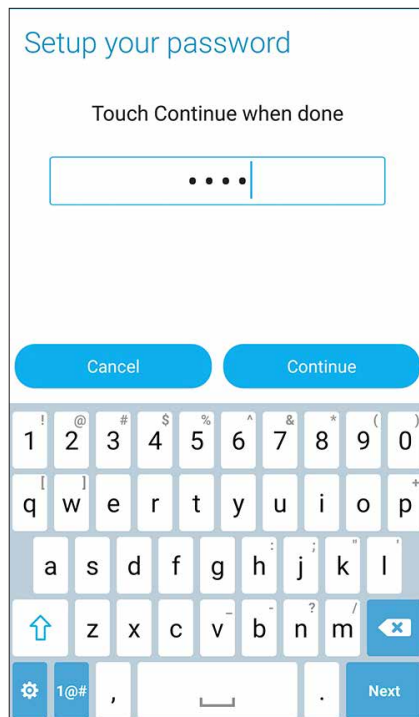 Setup your password
Touch Continue when done
••••
Cancel Continue
! @ # $ % ^ & * ( )
1 2 3 4 5 6 7 8 9 0
[ ] +
q w e r t y u i o p
: ; " '
a s d f g h j k l
_ - ? /
z x c v b n m
1@# , . Next